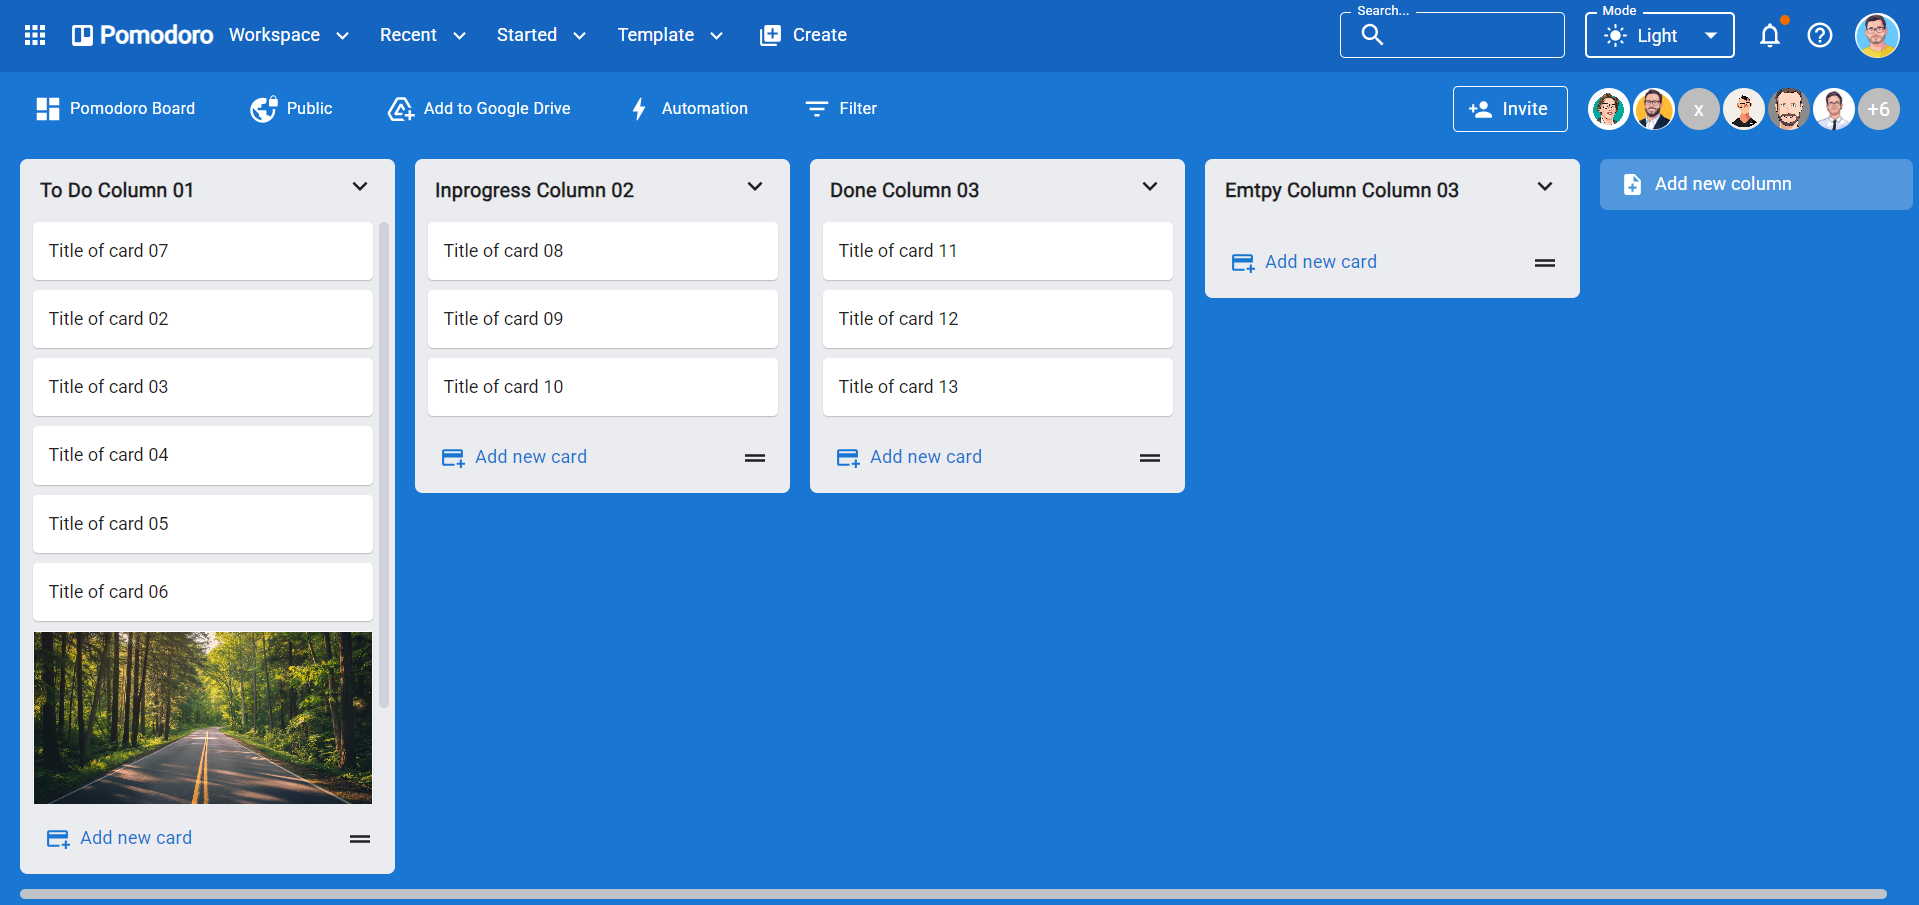 Pomodoro Workspace Recent Started Template Create Search... Mode Light
Pomodoro Board Public Add to Google Drive Automation Filter Invite x +6
To Do Column 01
Title of card 07
Title of card 02
Title of card 03
Title of card 04
Title of card 05
Title of card 06
Add new card
Inprogress Column 02
Title of card 08
Title of card 09
Title of card 10
Add new card
Done Column 03
Title of card 11
Title of card 12
Title of card 13
Add new card
Emtpy Column Column 03
Add new card
Add new column